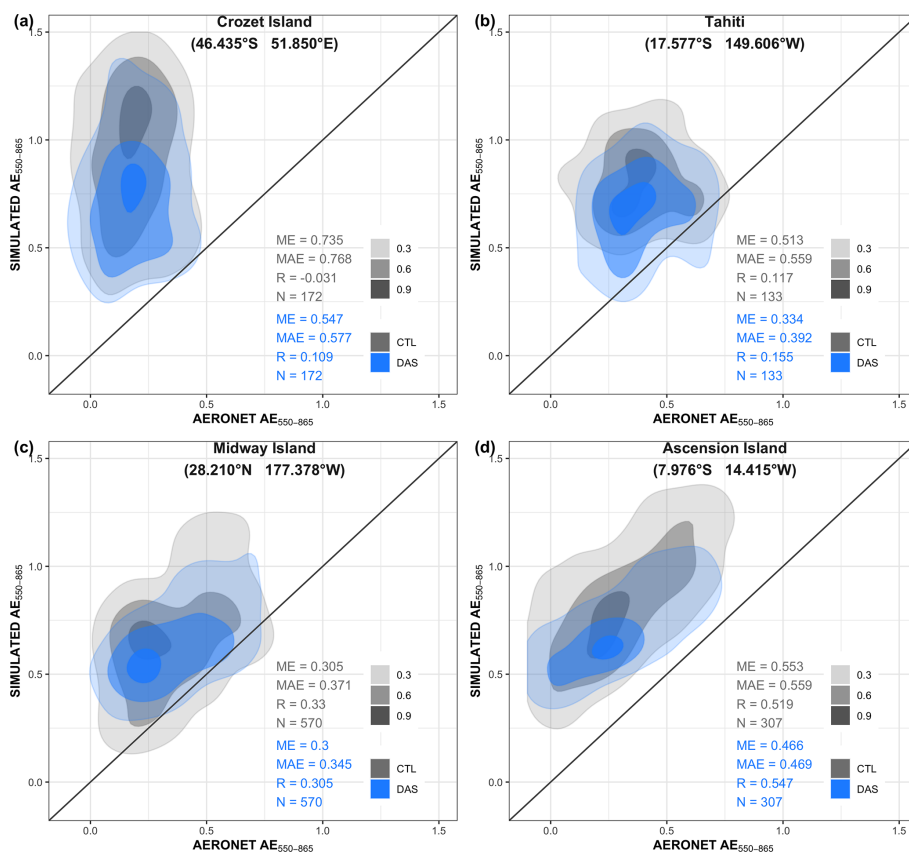 (a)
Crozet Island
(46.435°S 51.850°E)
1.5
1.0
0.5
0.0
SIMULATED AE550−865
ME = 0.735
MAE = 0.768
R = -0.031
N = 172
ME = 0.547
MAE = 0.577
R = 0.109
N = 172
0.3
0.6
0.9
CTL
DAS
0.0 0.5 1.0 1.5
AERONET AE550−865
(b)
Tahiti
(17.577°S 149.606°W)
1.5
1.0
0.5
0.0
SIMULATED AE550−865
ME = 0.513
MAE = 0.559
R = 0.117
N = 133
ME = 0.334
MAE = 0.392
R = 0.155
N = 133
0.3
0.6
0.9
CTL
DAS
0.0 0.5 1.0 1.5
AERONET AE550−865
(c)
Midway Island
(28.210°N 177.378°W)
1.5
1.0
0.5
0.0
SIMULATED AE550−865
ME = 0.305
MAE = 0.371
R = 0.33
N = 570
ME = 0.3
MAE = 0.345
R = 0.305
N = 570
0.3
0.6
0.9
CTL
DAS
0.0 0.5 1.0 1.5
AERONET AE550−865
(d)
Ascension Island
(7.976°S 14.415°W)
1.5
1.0
0.5
0.0
SIMULATED AE550−865
ME = 0.553
MAE = 0.559
R = 0.519
N = 307
ME = 0.466
MAE = 0.469
R = 0.547
N = 307
0.3
0.6
0.9
CTL
DAS
0.0 0.5 1.0 1.5
AERONET AE550−865